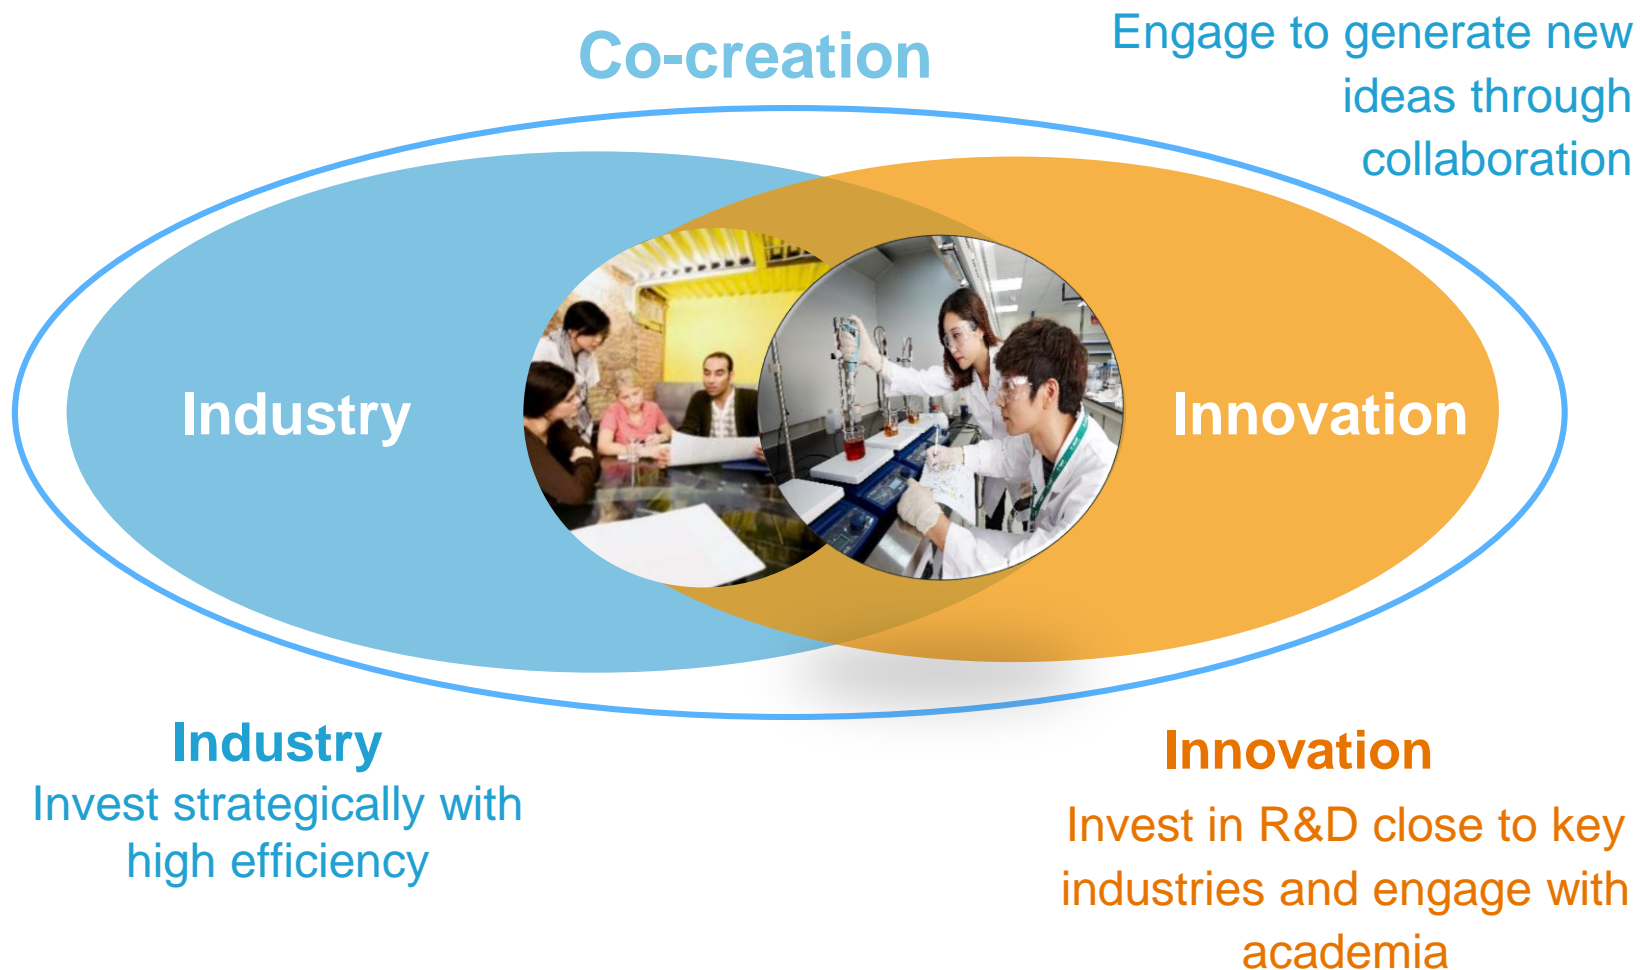 Co-creation
Engage to generate new
ideas through
collaboration
Industry
Innovation
Industry
Invest strategically with
high efficiency
Innovation
Invest in R&D close to key
industries and engage with
academia